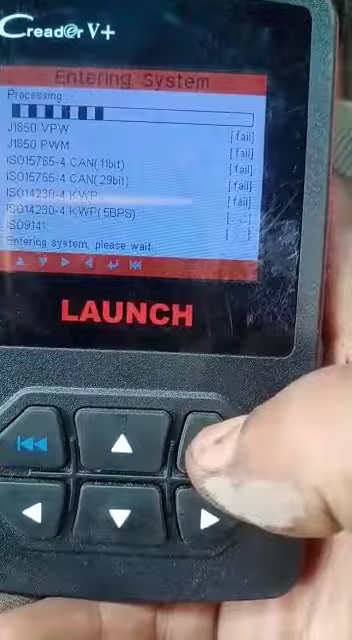 Creader V+
Entering System
Processing...
J1850 VPW [fail]
J1850 PWM [fail]
ISO15765-4 CAN(11bit) [fail]
ISO15765-4 CAN(29bit) [fail]
ISO14230-4 KWP [fail]
ISO14230-4 KWP(5BPS)
ISO9141
Entering system, please wait...
LAUNCH